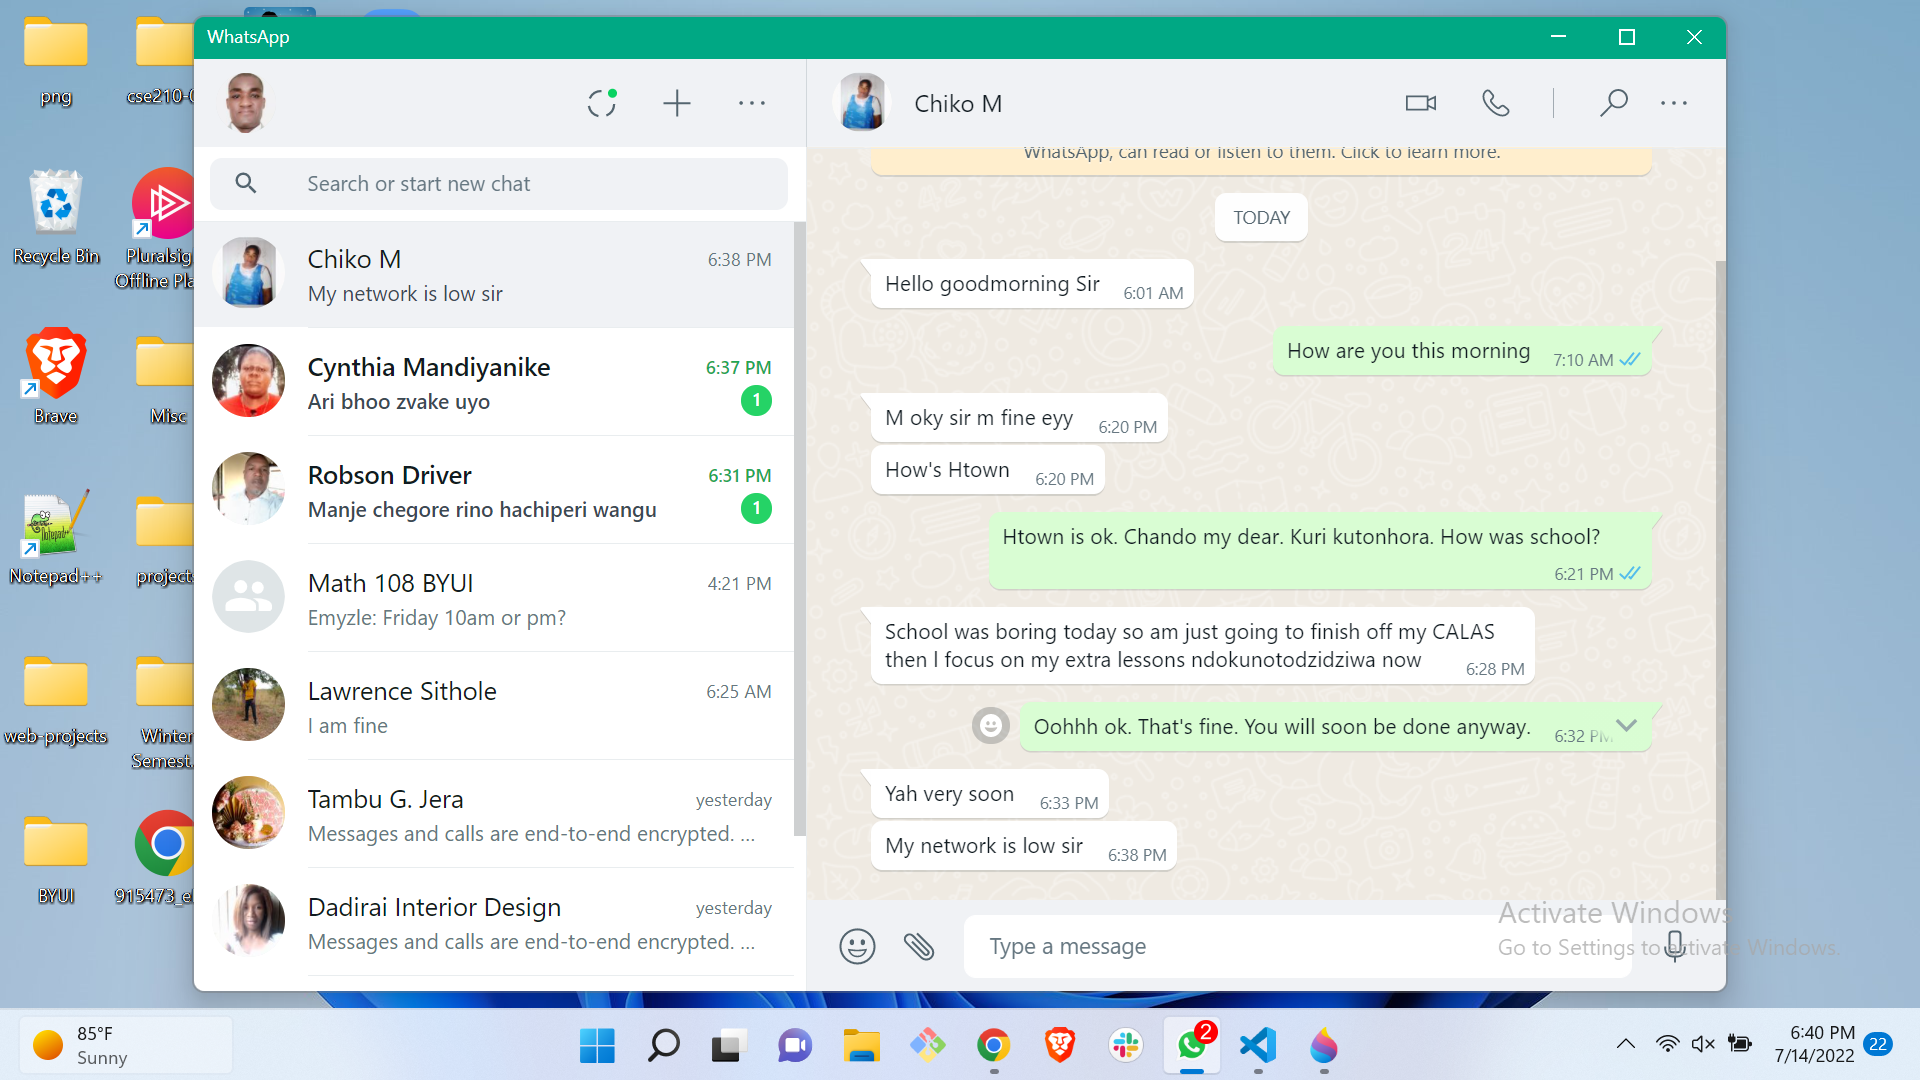 WhatsApp
png
cse210-0
Recycle Bin
Pluralsig
Offline Pla
Brave
Misc
Notepad++
project
web-projects
Winter
Semest...
BYUI
915473_e
Search or start new chat
Chiko M
6:38 PM
My network is low sir
Cynthia Mandiyanike
6:37 PM
Ari bhoo zvake uyo
1
Robson Driver
6:31 PM
Manje chegore rino hachiperi wangu
1
Math 108 BYUI
4:21 PM
Emyzle: Friday 10am or pm?
Lawrence Sithole
6:25 AM
I am fine
Tambu G. Jera
yesterday
Messages and calls are end-to-end encrypted. ...
Dadirai Interior Design
yesterday
Messages and calls are end-to-end encrypted. ...
Chiko M
WhatsApp, can read or listen to them. Click to learn more.
TODAY
Hello goodmorning Sir 6:01 AM
How are you this morning 7:10 AM
M oky sir m fine eyy 6:20 PM
How's Htown 6:20 PM
Htown is ok. Chando my dear. Kuri kutonhora. How was school?
6:21 PM
School was boring today so am just going to finish off my CALAS
then I focus on my extra lessons ndokunotodzidziwa now 6:28 PM
Oohhh ok. That's fine. You will soon be done anyway. 6:32 PM
Yah very soon 6:33 PM
My network is low sir 6:38 PM
Type a message
Activate Windows
Go to Settings to activate Windows.
85°F
Sunny
2
6:40 PM
7/14/2022
22